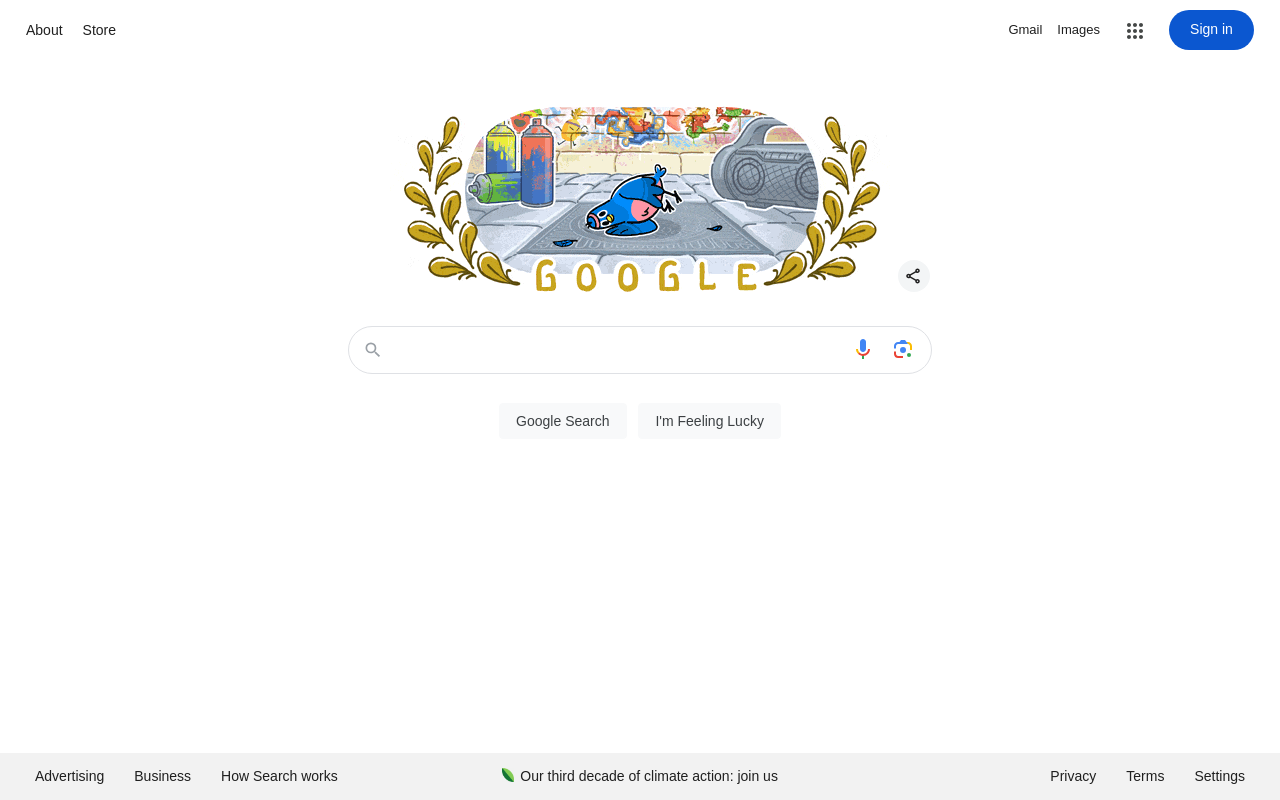 About Store Gmail Images Sign in
GOOGLE
Google Search I'm Feeling Lucky
Advertising Business How Search works Our third decade of climate action: join us Privacy Terms Settings